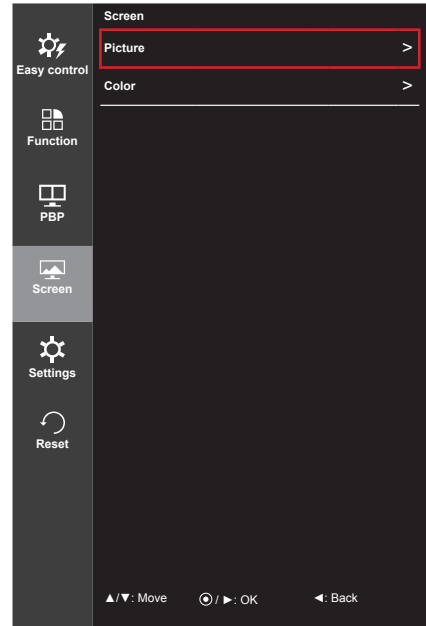 Screen
Picture >
Color >
Easy control
Function
PBP
Screen
Settings
Reset
▲/▼: Move ⦿ / ►: OK ◄: Back